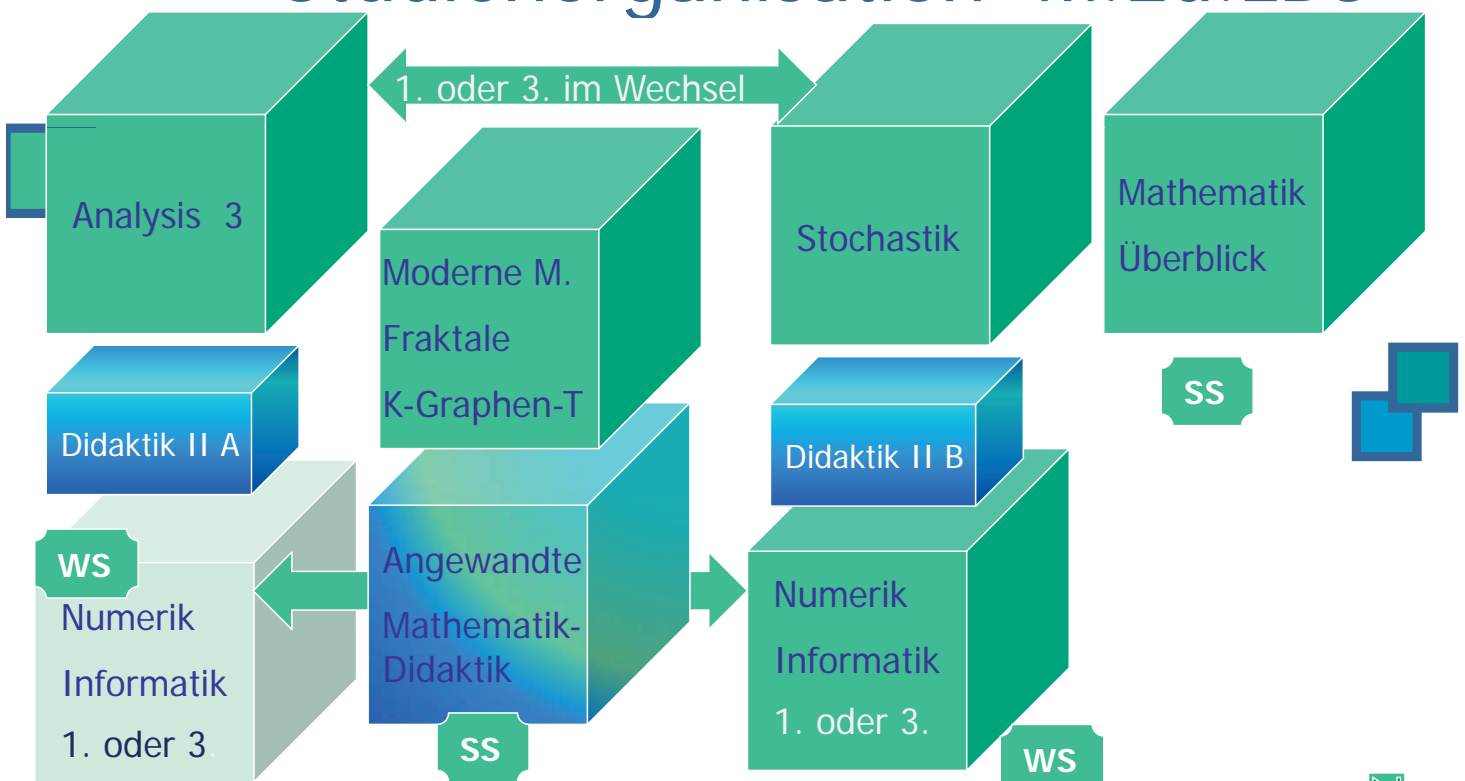 1. oder 3. im Wechsel
Analysis 3
Moderne M.
Fraktale
K-Graphen-T
Stochastik
Mathematik
Überblick
SS
Didaktik II A
Didaktik II B
WS
Numerik
Informatik
1. oder 3.
Angewandte
Mathematik-
Didaktik
SS
Numerik
Informatik
1. oder 3.
WS